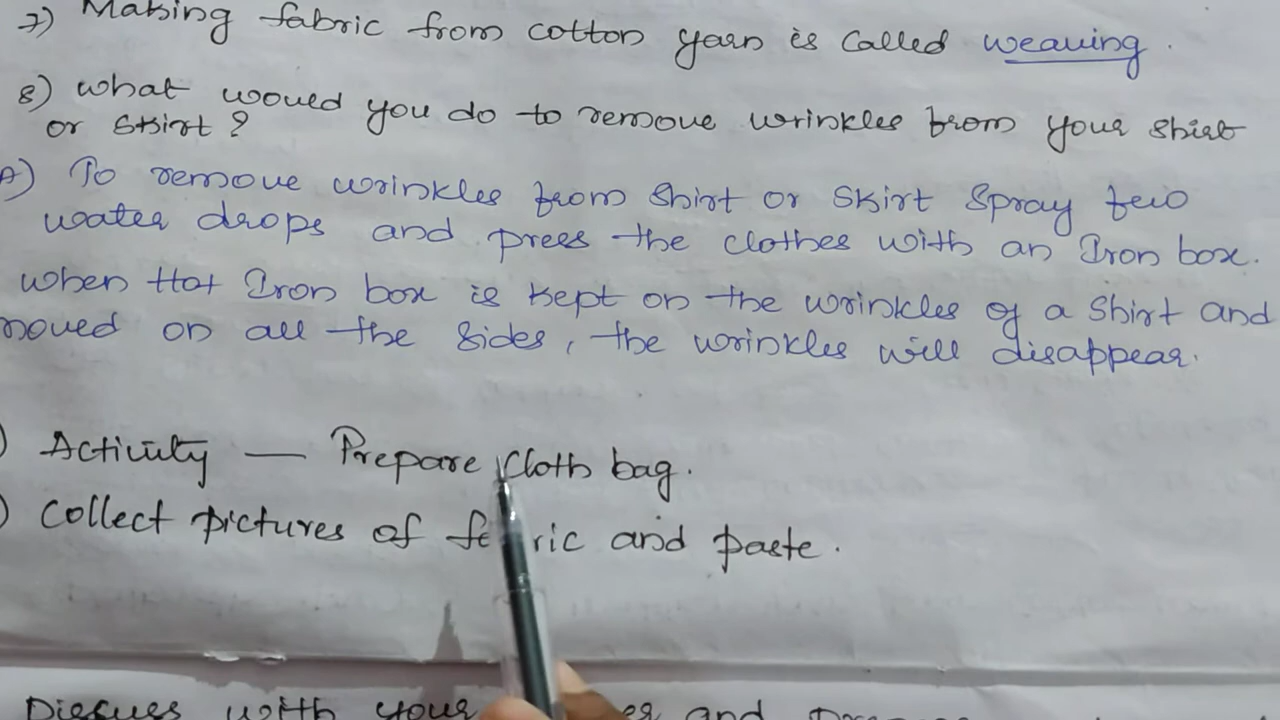 7) Making fabric from cotton yarn is called weaving.
8) what would you do to remove wrinkles from your shirt
or skirt?
A) To remove wrinkles from shirt or skirt spray few
water drops and press the clothes with an Iron box.
when Hot Iron box is kept on the wrinkles of a shirt and
moved on all the sides, the wrinkles will disappear.
) Activity — Prepare cloth bag.
) Collect pictures of fabric and paste.
Discuss with your and